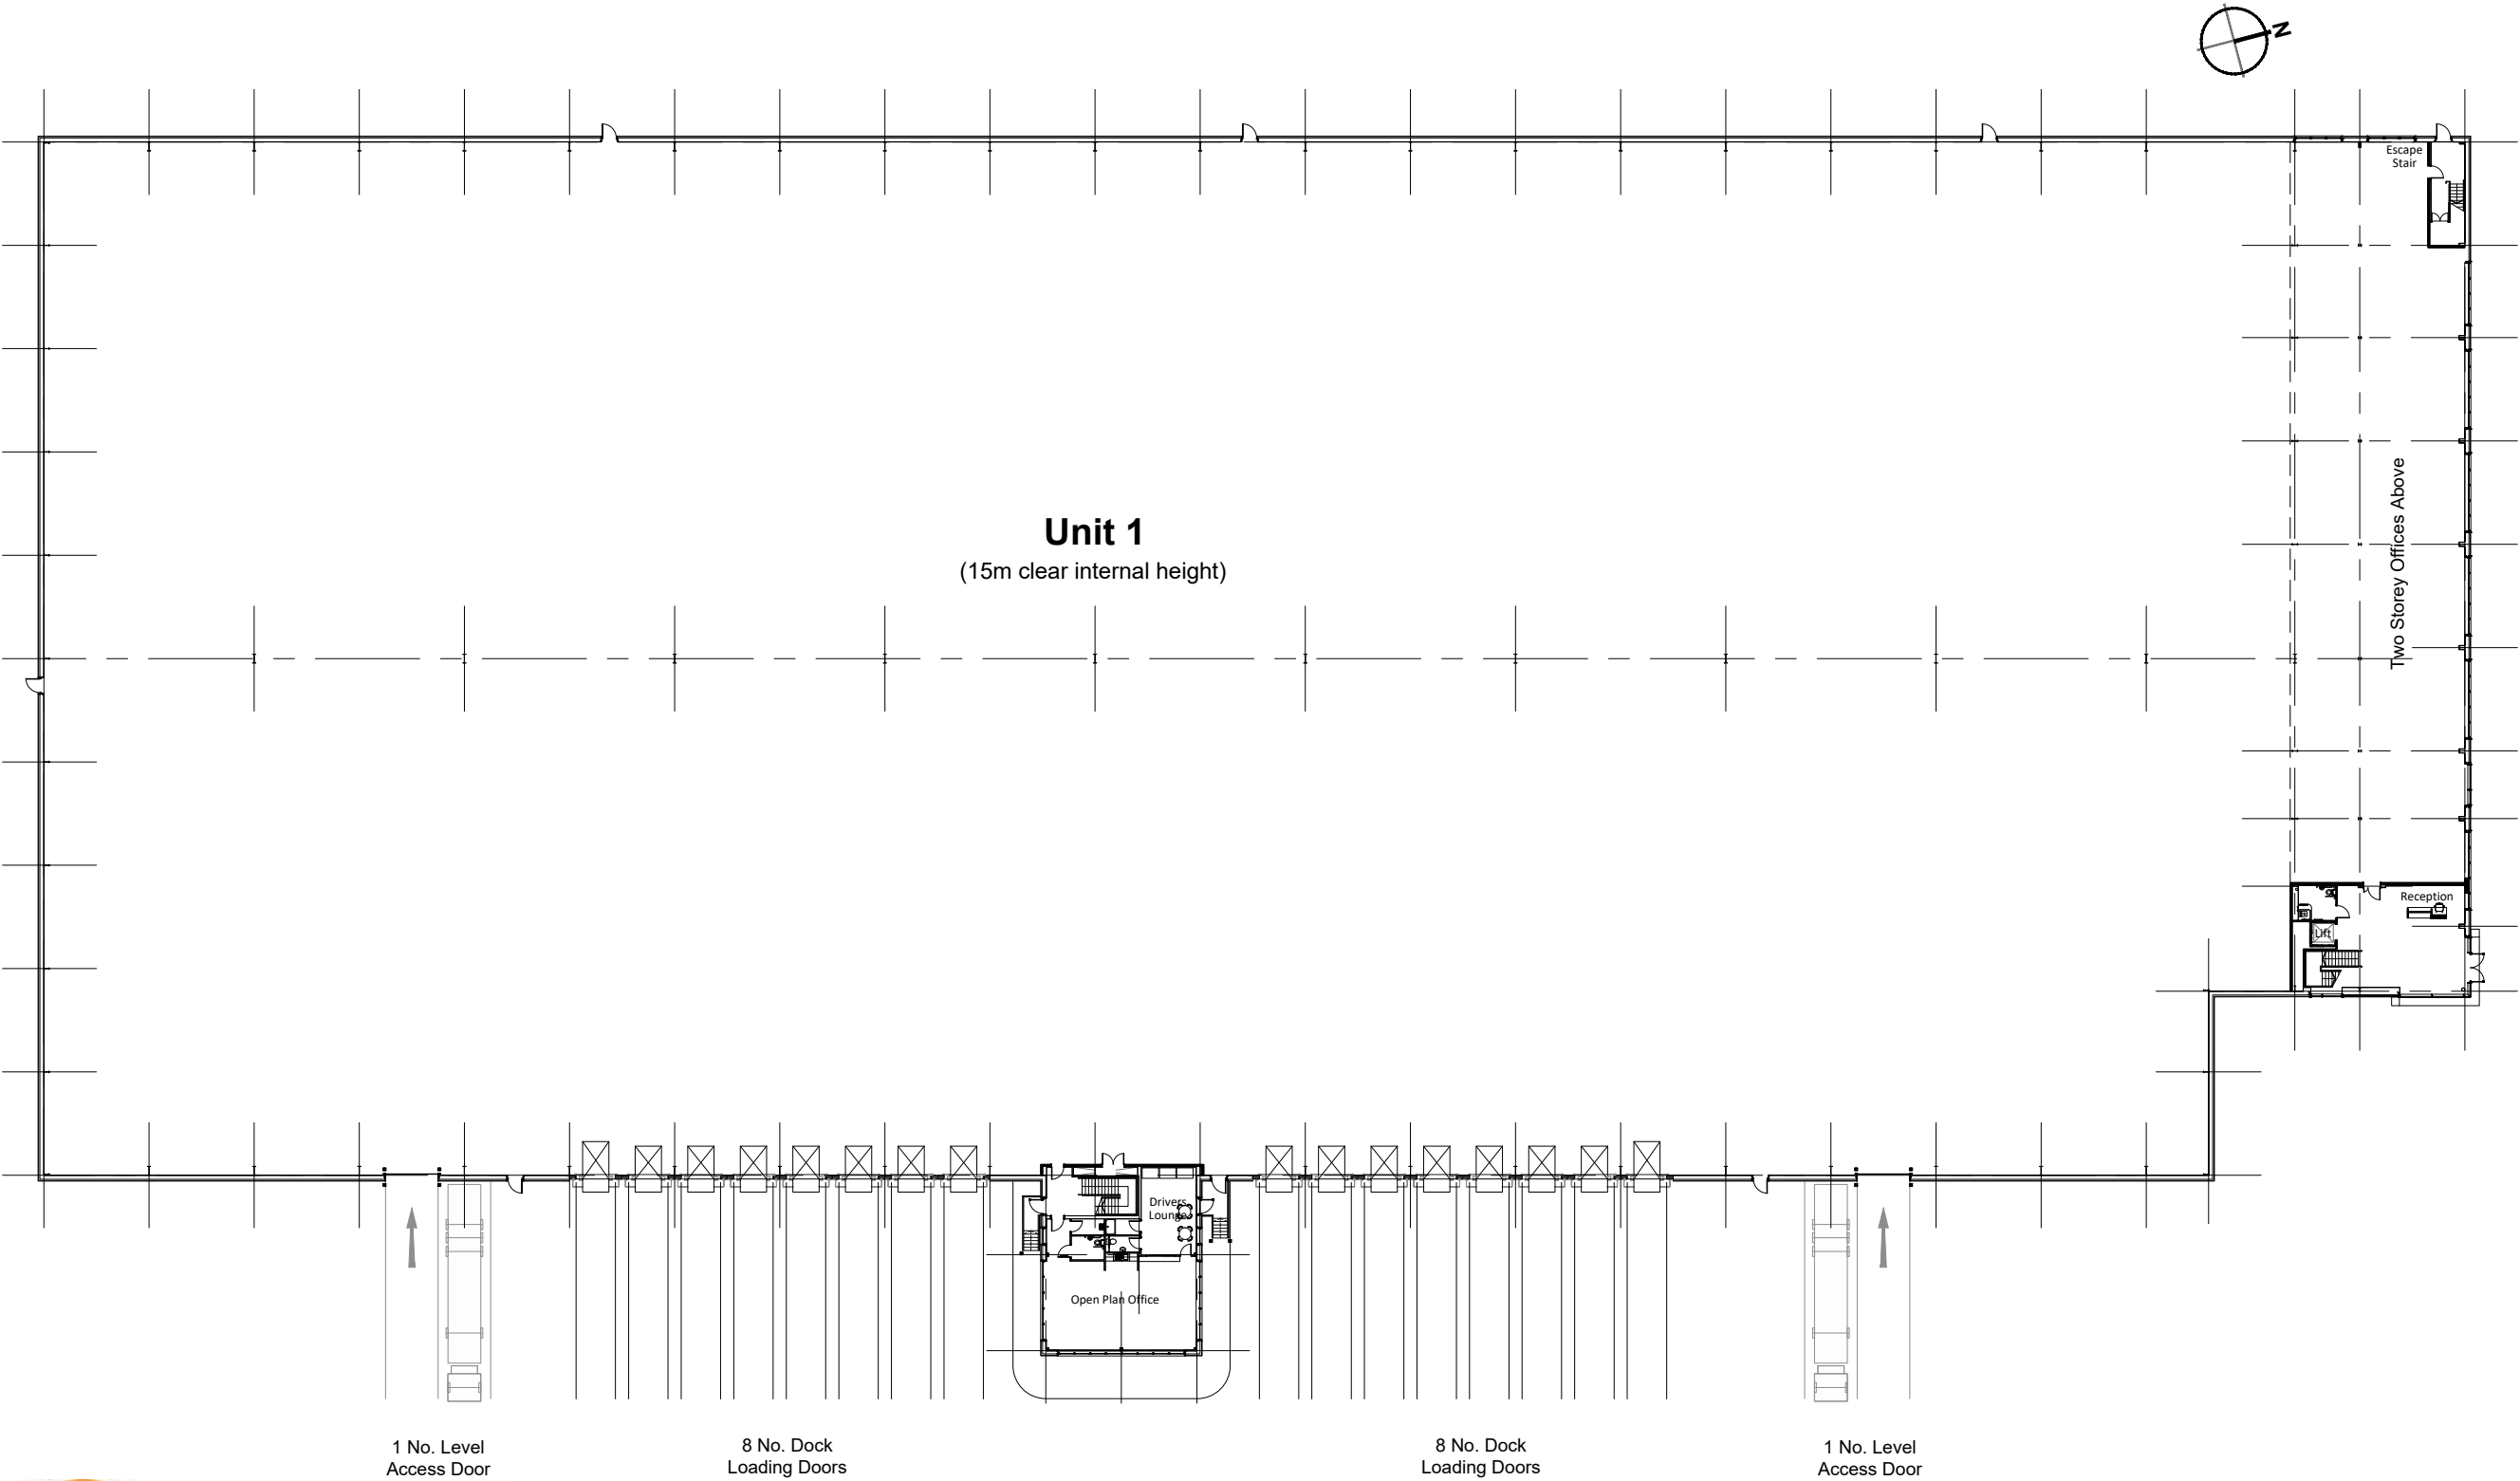 N
Escape
Stair
Unit 1
(15m clear internal height)
Two Storey Offices Above
Reception
Lift
Drivers
Lounge
Open Plan Office
1 No. Level
Access Door
8 No. Dock
Loading Doors
8 No. Dock
Loading Doors
1 No. Level
Access Door